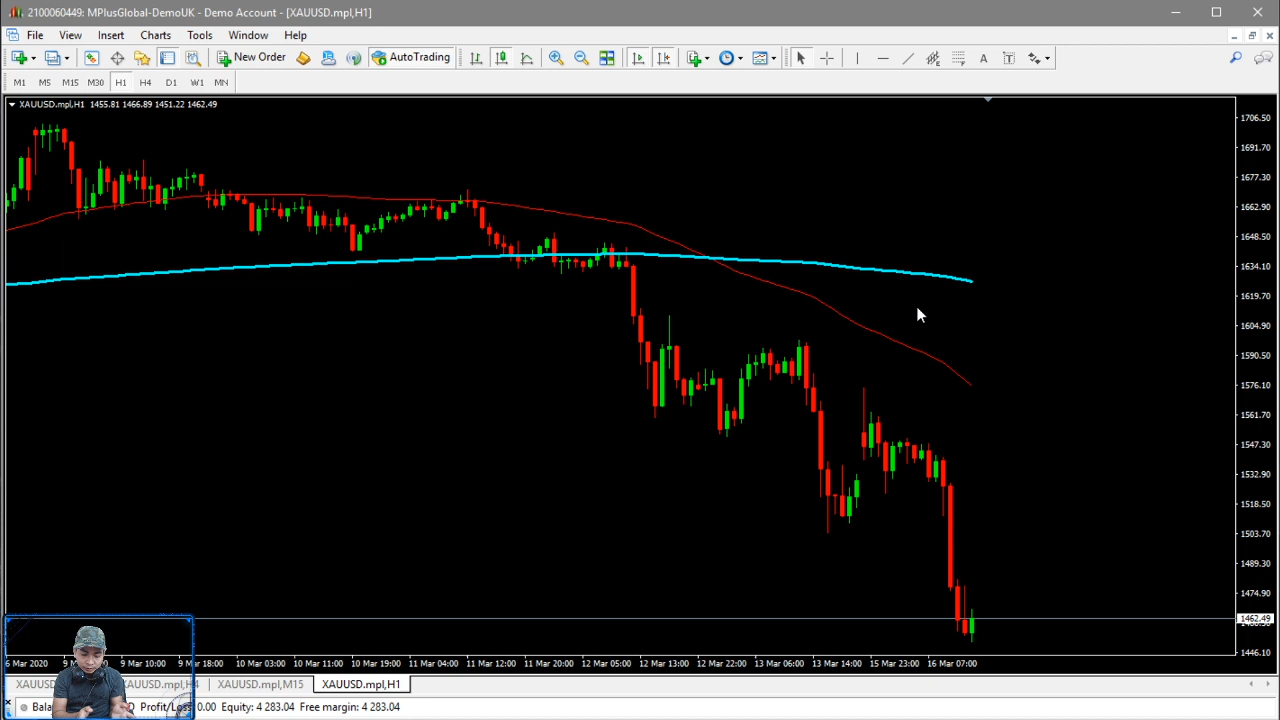 2100060449: MPlusGlobal-DemoUK - Demo Account - [XAUUSD.mpl,H1]
File View Insert Charts Tools Window Help
New Order AutoTrading A T
M1 M5 M15 M30 H1 H4 D1 W1 MN
XAUUSD.mpl,H1 1455.81 1466.89 1451.22 1462.49
1706.50
1691.70
1677.30
1662.90
1648.50
1634.10
1619.70
1604.90
1590.50
1576.10
1561.70
1547.30
1532.90
1518.50
1503.70
1489.30
1474.90
1462.49
1446.10
6 Mar 2020 9 Mar 10:00 9 Mar 18:00 10 Mar 03:00 10 Mar 11:00 10 Mar 19:00 11 Mar 04:00 11 Mar 12:00 11 Mar 20:00 12 Mar 05:00 12 Mar 13:00 12 Mar 22:00 13 Mar 06:00 13 Mar 14:00 15 Mar 23:00 16 Mar 07:00
XAUUSD.mpl,M15 XAUUSD.mpl,H1
Profit/Loss: 0.00 Equity: 4 283.04 Free margin: 4 283.04